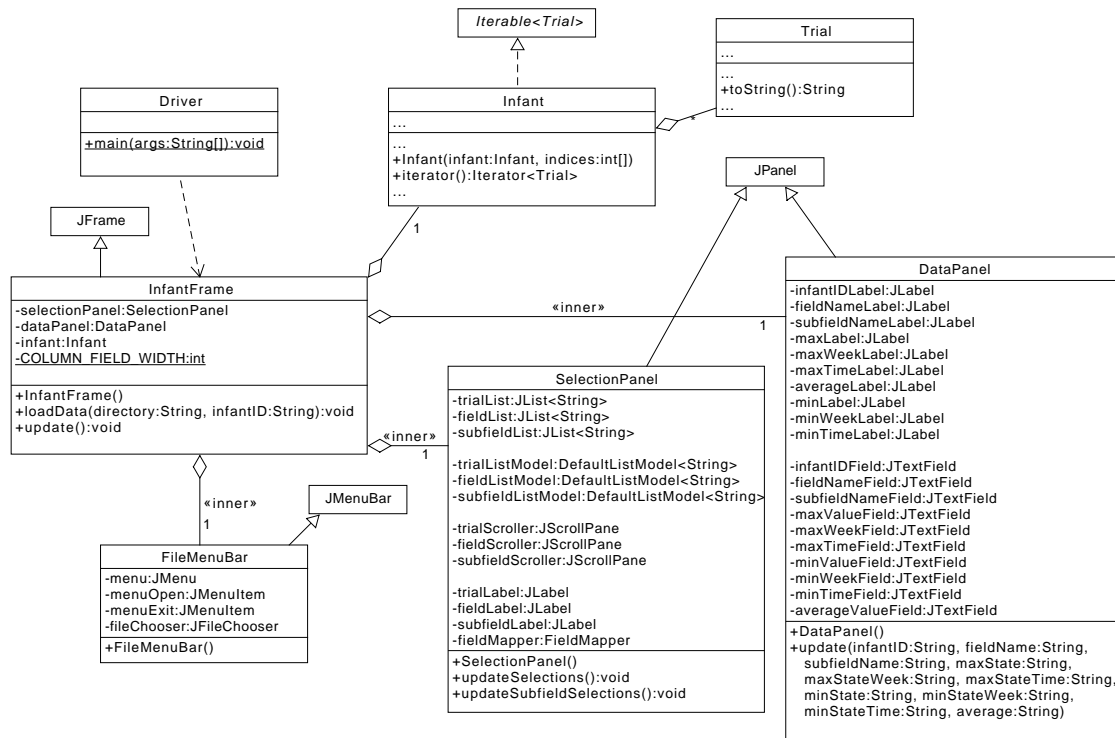 Iterable<Trial>
Trial
...
...
+toString():String
...
Driver
+main(args:String[]):void
Infant
...
...
+Infant(infant:Infant, indices:int[])
+iterator():Iterator<Trial>
...
*
JPanel
JFrame
1
InfantFrame
-selectionPanel:SelectionPanel
-dataPanel:DataPanel
-infant:Infant
-COLUMN_FIELD_WIDTH:int
+InfantFrame()
+loadData(directory:String, infantID:String):void
+update():void
«inner»
1
«inner»
1
«inner»
1
JMenuBar
FileMenuBar
-menu:JMenu
-menuOpen:JMenuItem
-menuExit:JMenuItem
-fileChooser:JFileChooser
+FileMenuBar()
SelectionPanel
-trialList:JList<String>
-fieldList:JList<String>
-subfieldList:JList<String>
-trialListModel:DefaultListModel<String>
-fieldListModel:DefaultListModel<String>
-subfieldListModel:DefaultListModel<String>
-trialScroller:JScrollPane
-fieldScroller:JScrollPane
-subfieldScroller:JScrollPane
-trialLabel:JLabel
-fieldLabel:JLabel
-subfieldLabel:JLabel
-fieldMapper:FieldMapper
+SelectionPanel()
+updateSelections():void
+updateSubfieldSelections():void
DataPanel
-infantIDLabel:JLabel
-fieldNameLabel:JLabel
-subfieldNameLabel:JLabel
-maxLabel:JLabel
-maxWeekLabel:JLabel
-maxTimeLabel:JLabel
-averageLabel:JLabel
-minLabel:JLabel
-minWeekLabel:JLabel
-minTimeLabel:JLabel
-infantIDField:JTextField
-fieldNameField:JTextField
-subfieldNameField:JTextField
-maxValueField:JTextField
-maxWeekField:JTextField
-maxTimeField:JTextField
-minValueField:JTextField
-minWeekField:JTextField
-minTimeField:JTextField
-averageValueField:JTextField
+DataPanel()
+update(infantID:String, fieldName:String,
subfieldName:String, maxState:String,
maxStateWeek:String, maxStateTime:String,
minState:String, minStateWeek:String,
minStateTime:String, average:String)